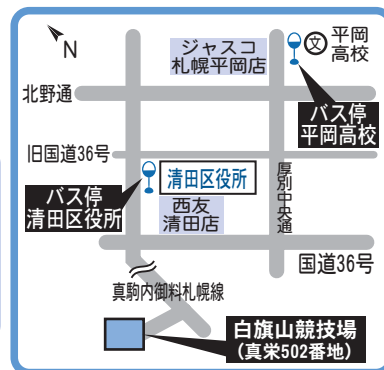 N
ジャスコ
札幌平岡店
文
平岡
高校
北野通
バス停
平岡高校
旧国道36号
清田区役所
バス停
清田区役所
西友
清田店
厚別中央通
国道36号
真駒内御料札幌線
白旗山競技場
(真栄502番地)